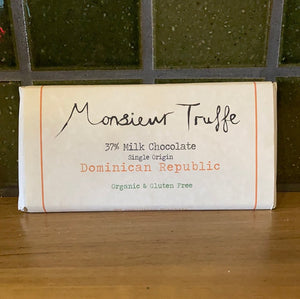 Monsieur Truffe
37% Milk Chocolate
Single Origin
Dominican Republic
Organic & Gluten Free